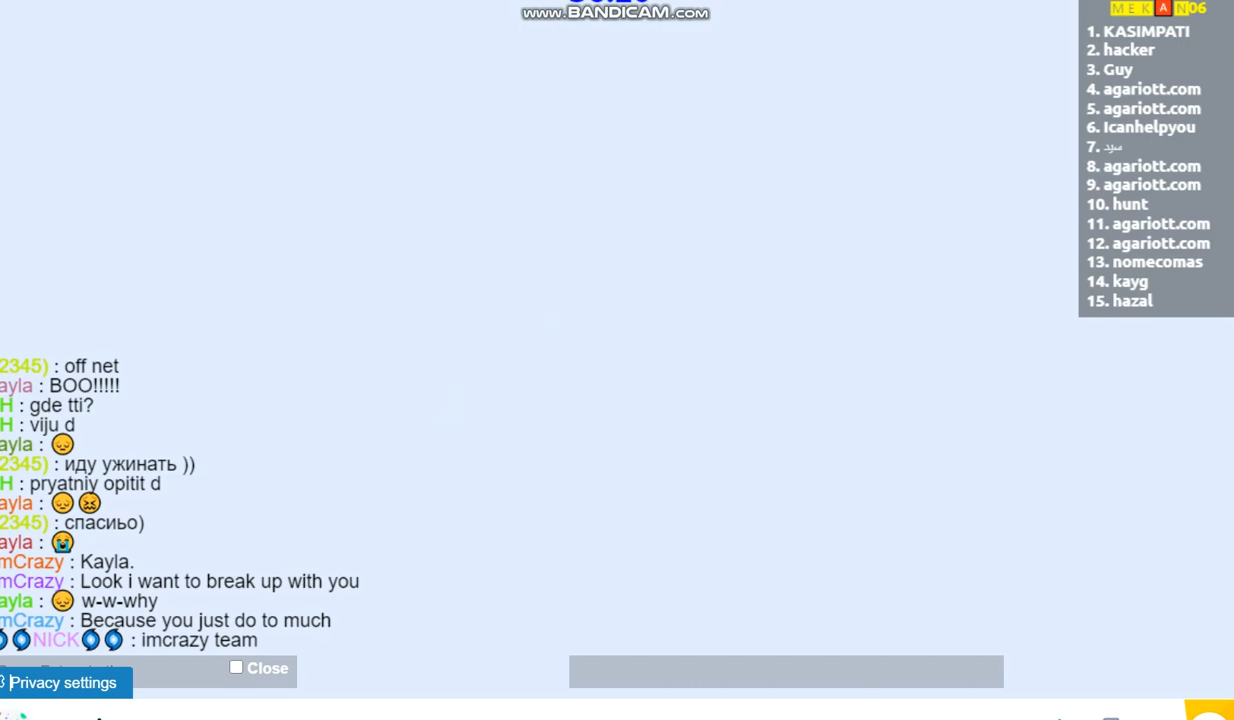 www.BANDICAM.com
MEKAN06
1. KASIMPATI
2. hacker
3. Guy
4. agariott.com
5. agariott.com
6. Icanhelpyou
7. سيد
8. agariott.com
9. agariott.com
10. hunt
11. agariott.com
12. agariott.com
13. nomecomas
14. kayg
15. hazal
2345) : off net
ayla : BOO!!!!!
H : gde tti?
H : viju d
ayla : 😞
2345) : иду ужинать ))
H : pryatniy opitit d
ayla : 😞😖
2345) : спасиьо)
ayla : 😭
mCrazy : Kayla.
mCrazy : Look i want to break up with you
ayla : 😞 w-w-why
mCrazy : Because you just do to much
🌀🌀NICK🌀🌀 : imcrazy team
Close
Privacy settings